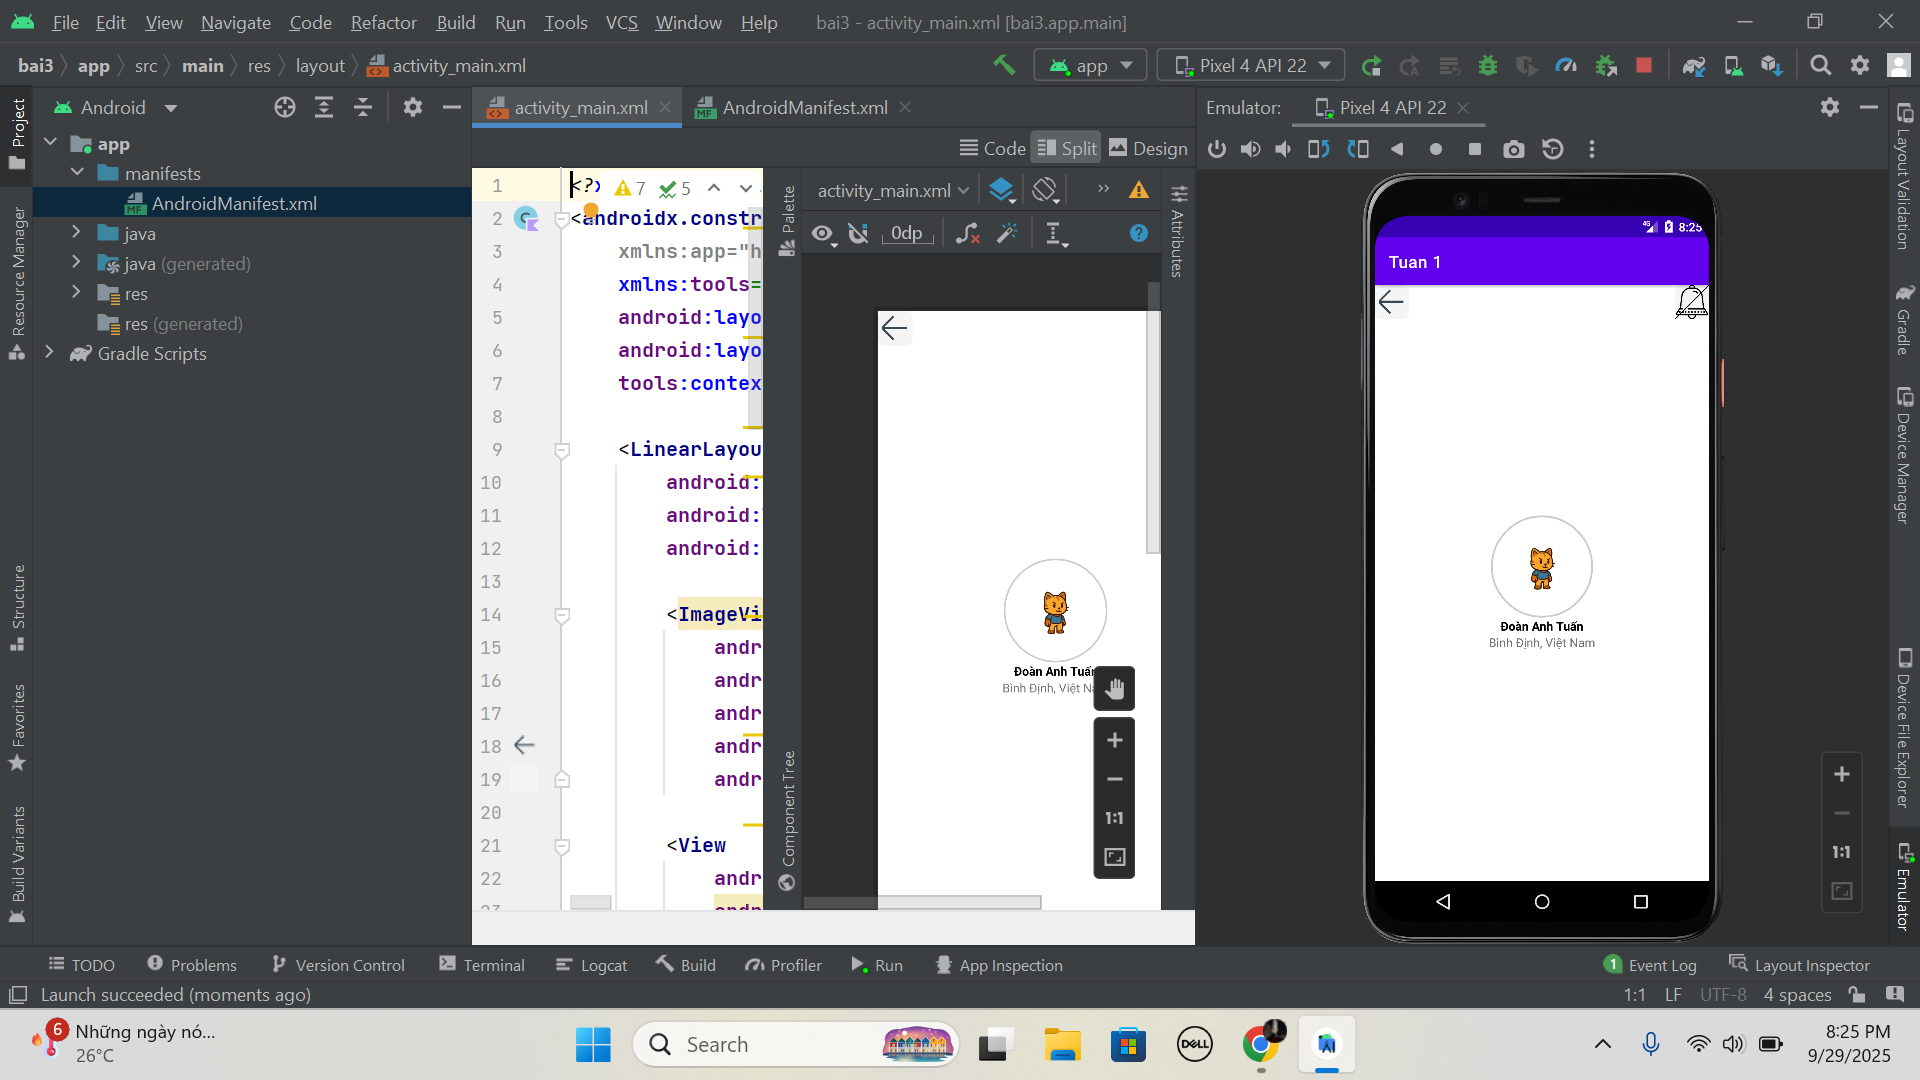 File Edit View Navigate Code Refactor Build Run Tools VCS Window Help bai3 - activity_main.xml [bai3.app.main]
bai3 app src main res layout activity_main.xml app Pixel 4 API 22
Project
Android
activity_main.xml
AndroidManifest.xml
Emulator: Pixel 4 API 22
app
manifests
AndroidManifest.xml
java
java (generated)
res
res (generated)
Gradle Scripts
Resource Manager
Structure
Favorites
Build Variants
Code Split Design
1 <?x
7 5
2 <androidx.constr
3 xmlns:app="h
4 xmlns:tools=
5 android:layo
6 android:layo
7 tools:contex
8
9 <LinearLayou
10 android:
11 android:
12 android:
13
14 <ImageVi
15 andr
16 andr
17 andr
18 andr
19 andr
20
21 <View
22 andr
Palette
Component Tree
activity_main.xml
0dp
Attributes
Đoàn Anh Tuấn
Bình Định, Việt N
1:1
4G 8:25
Tuan 1
Đoàn Anh Tuấn
Bình Định, Việt Nam
1:1
Layout Validation
Gradle
Device Manager
Device File Explorer
Emulator
TODO Problems Version Control Terminal Logcat Build Profiler Run App Inspection 1 Event Log Layout Inspector
Launch succeeded (moments ago) 1:1 LF UTF-8 4 spaces
6 Những ngày nó...
26°C
Search
DELL
8:25 PM
9/29/2025